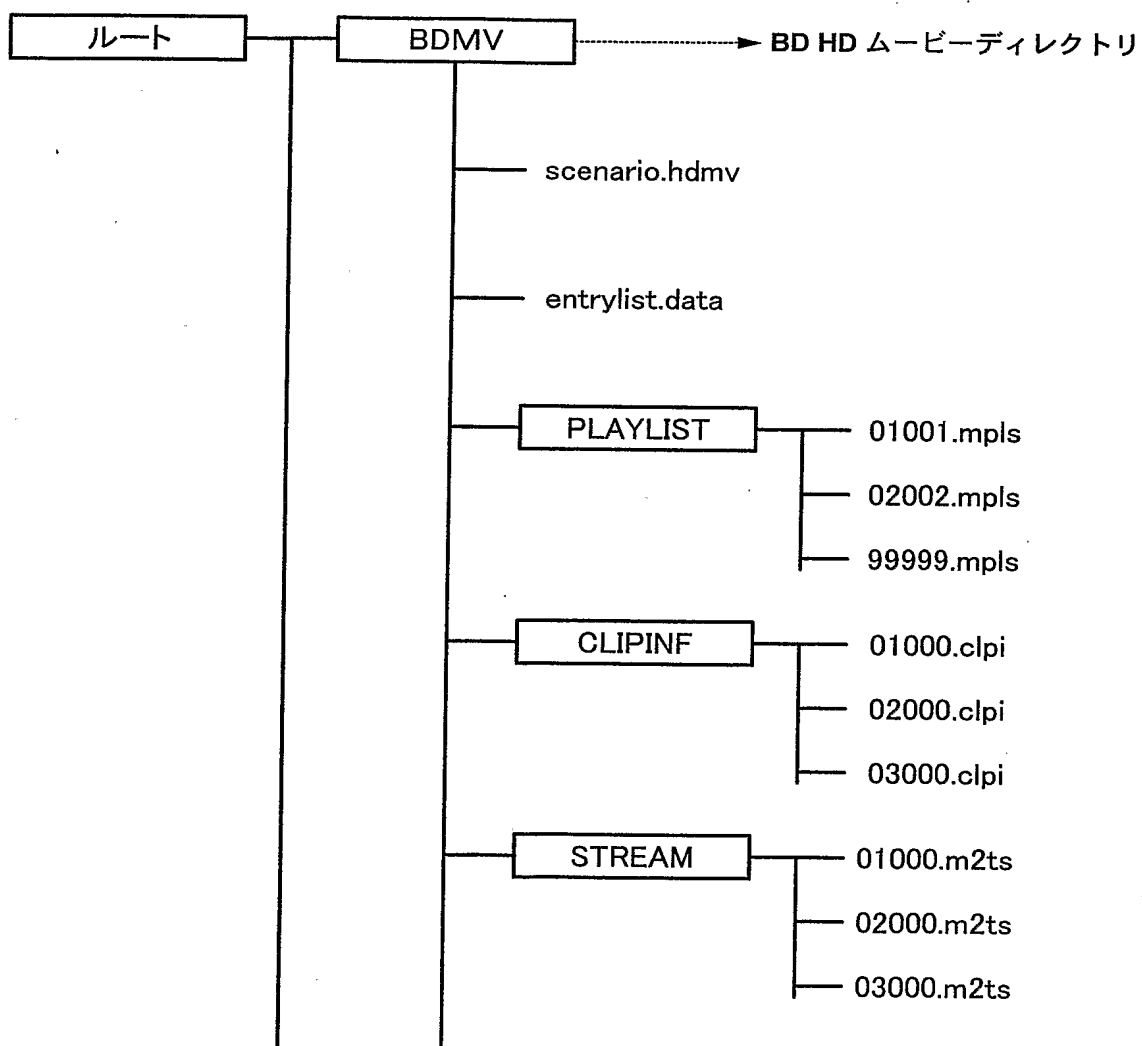 ルート
BDMV
BD HD ムービーディレクトリ
scenario.hdmv
entrylist.data
PLAYLIST
01001.mpls
02002.mpls
99999.mpls
CLIPINF
01000.clpi
02000.clpi
03000.clpi
STREAM
01000.m2ts
02000.m2ts
03000.m2ts